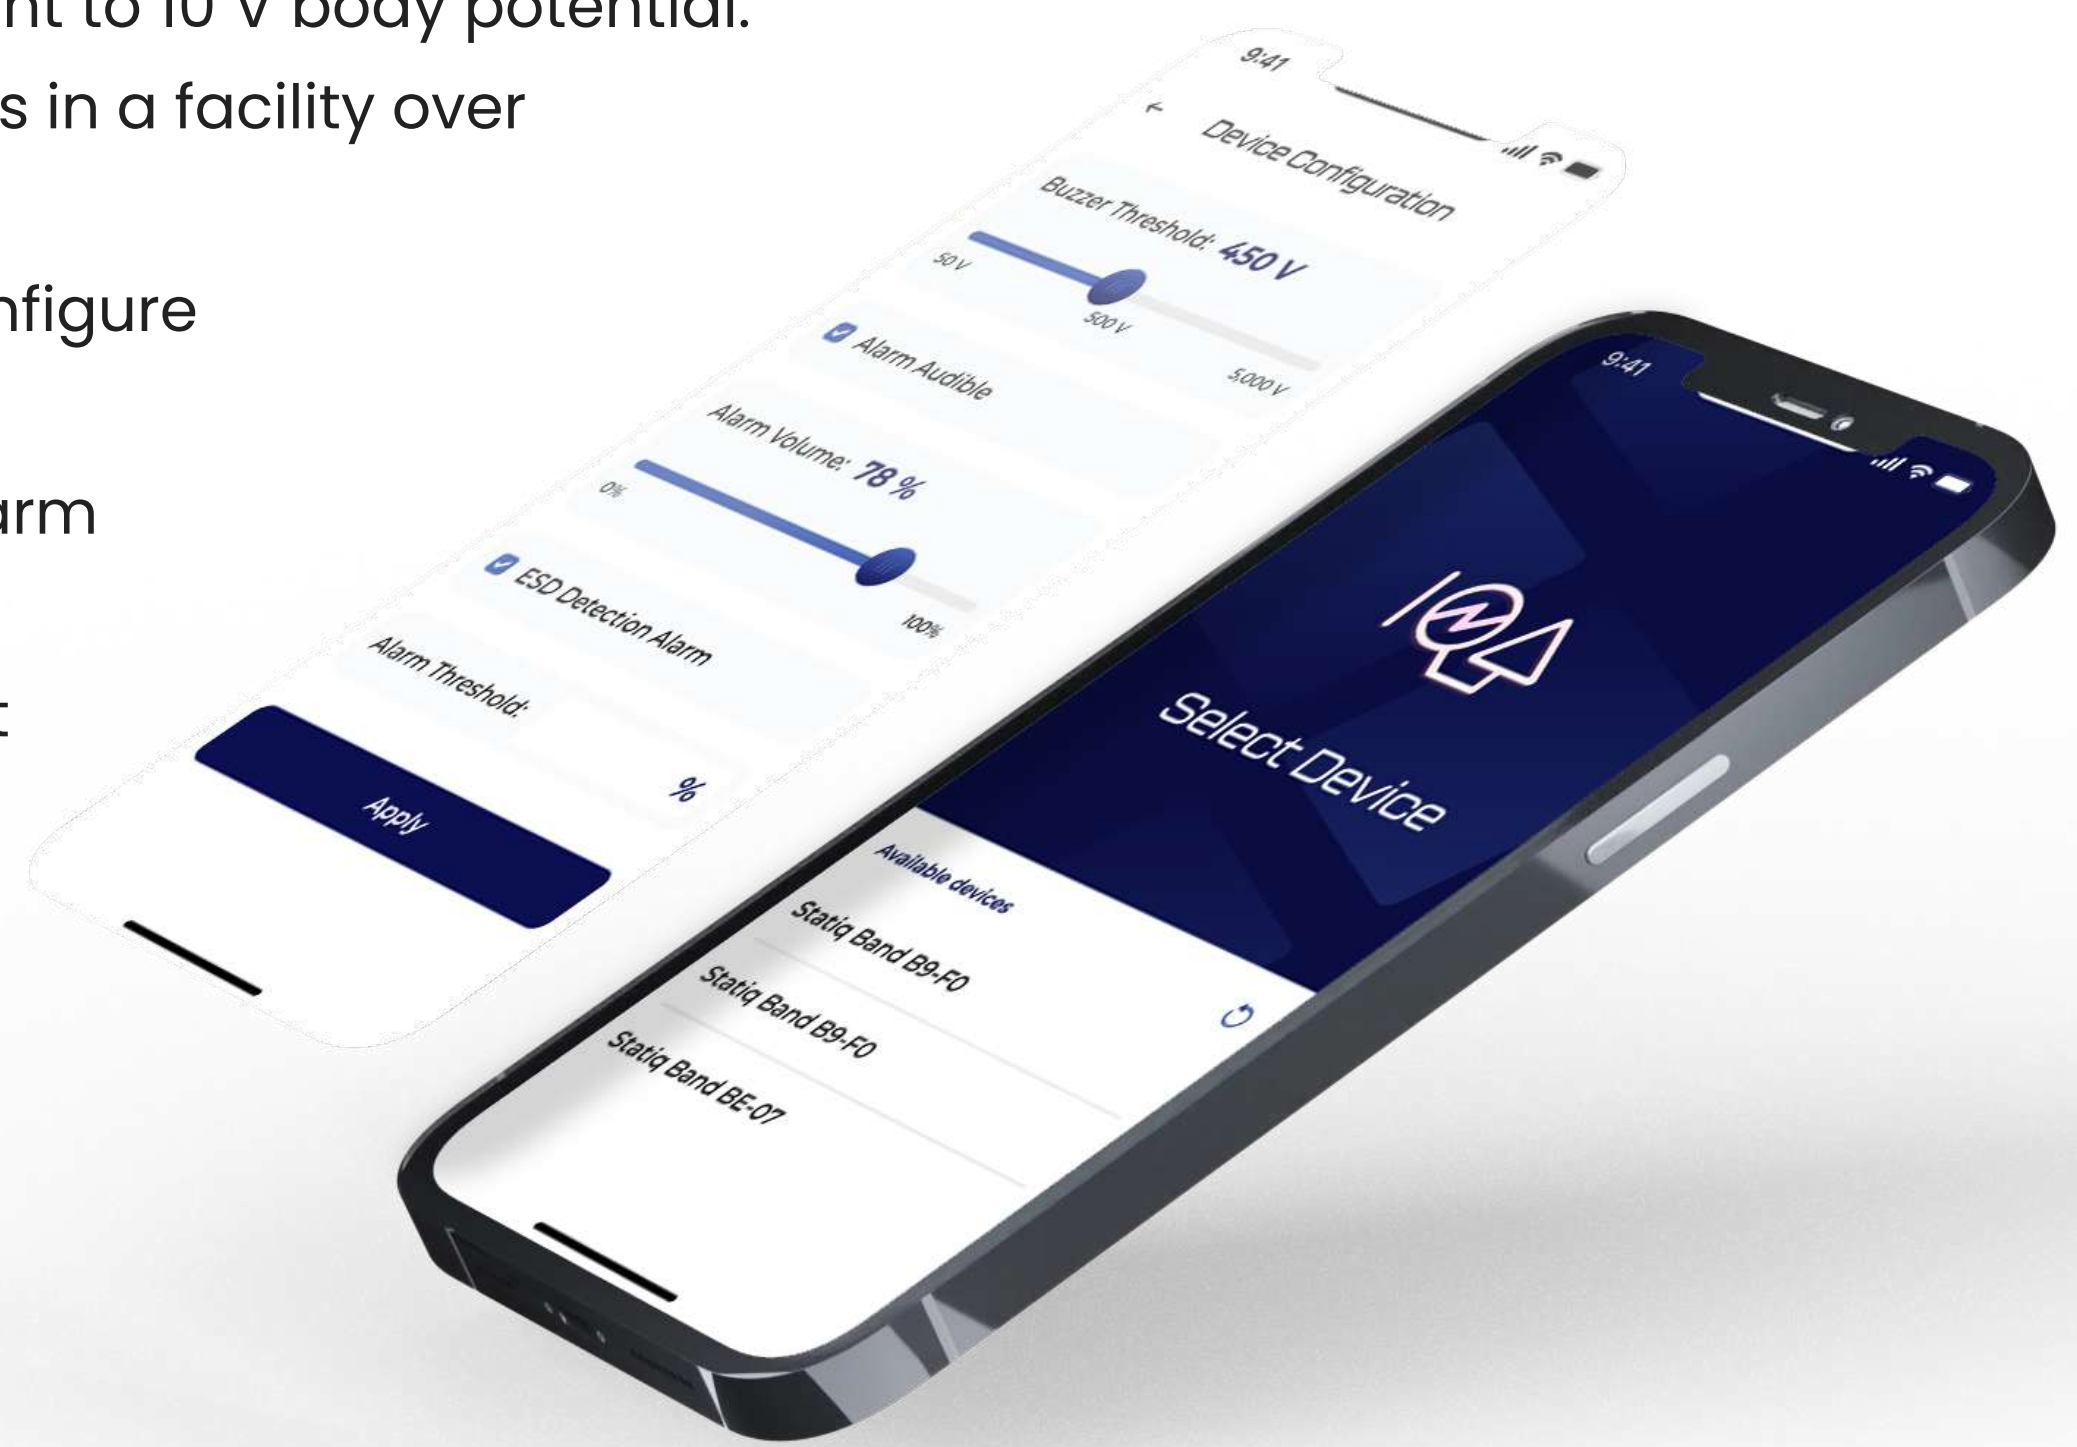 nt to 10 V body potential.
s in a facility over
nfigure
arm
t
9:41
Device Configuration
Buzzer Threshold: 450 V
50 V
500 V
5,000 V
Alarm Audible
Alarm Volume: 78 %
0%
100%
ESD Detection Alarm
Alarm Threshold:
%
Apply
9:41
Select Device
Available devices
Statiq Band B9-F0
Statiq Band B9-F0
Statiq Band BE-07